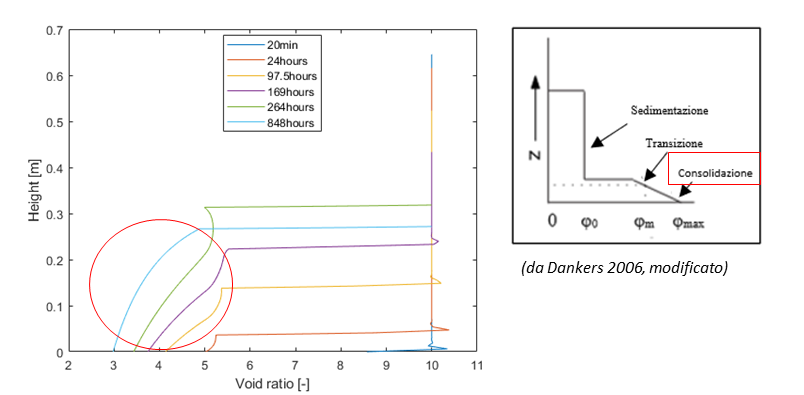 0.7
0.6
0.5
0.4
0.3
0.2
0.1
0
Height [m]
20min
24hours
97.5hours
169hours
264hours
848hours
2 3 4 5 6 7 8 9 10 11
Void ratio [-]
Z
Sedimentazione
Transizione
Consolidazione
0 φ0 φm φmax
(da Dankers 2006, modificato)